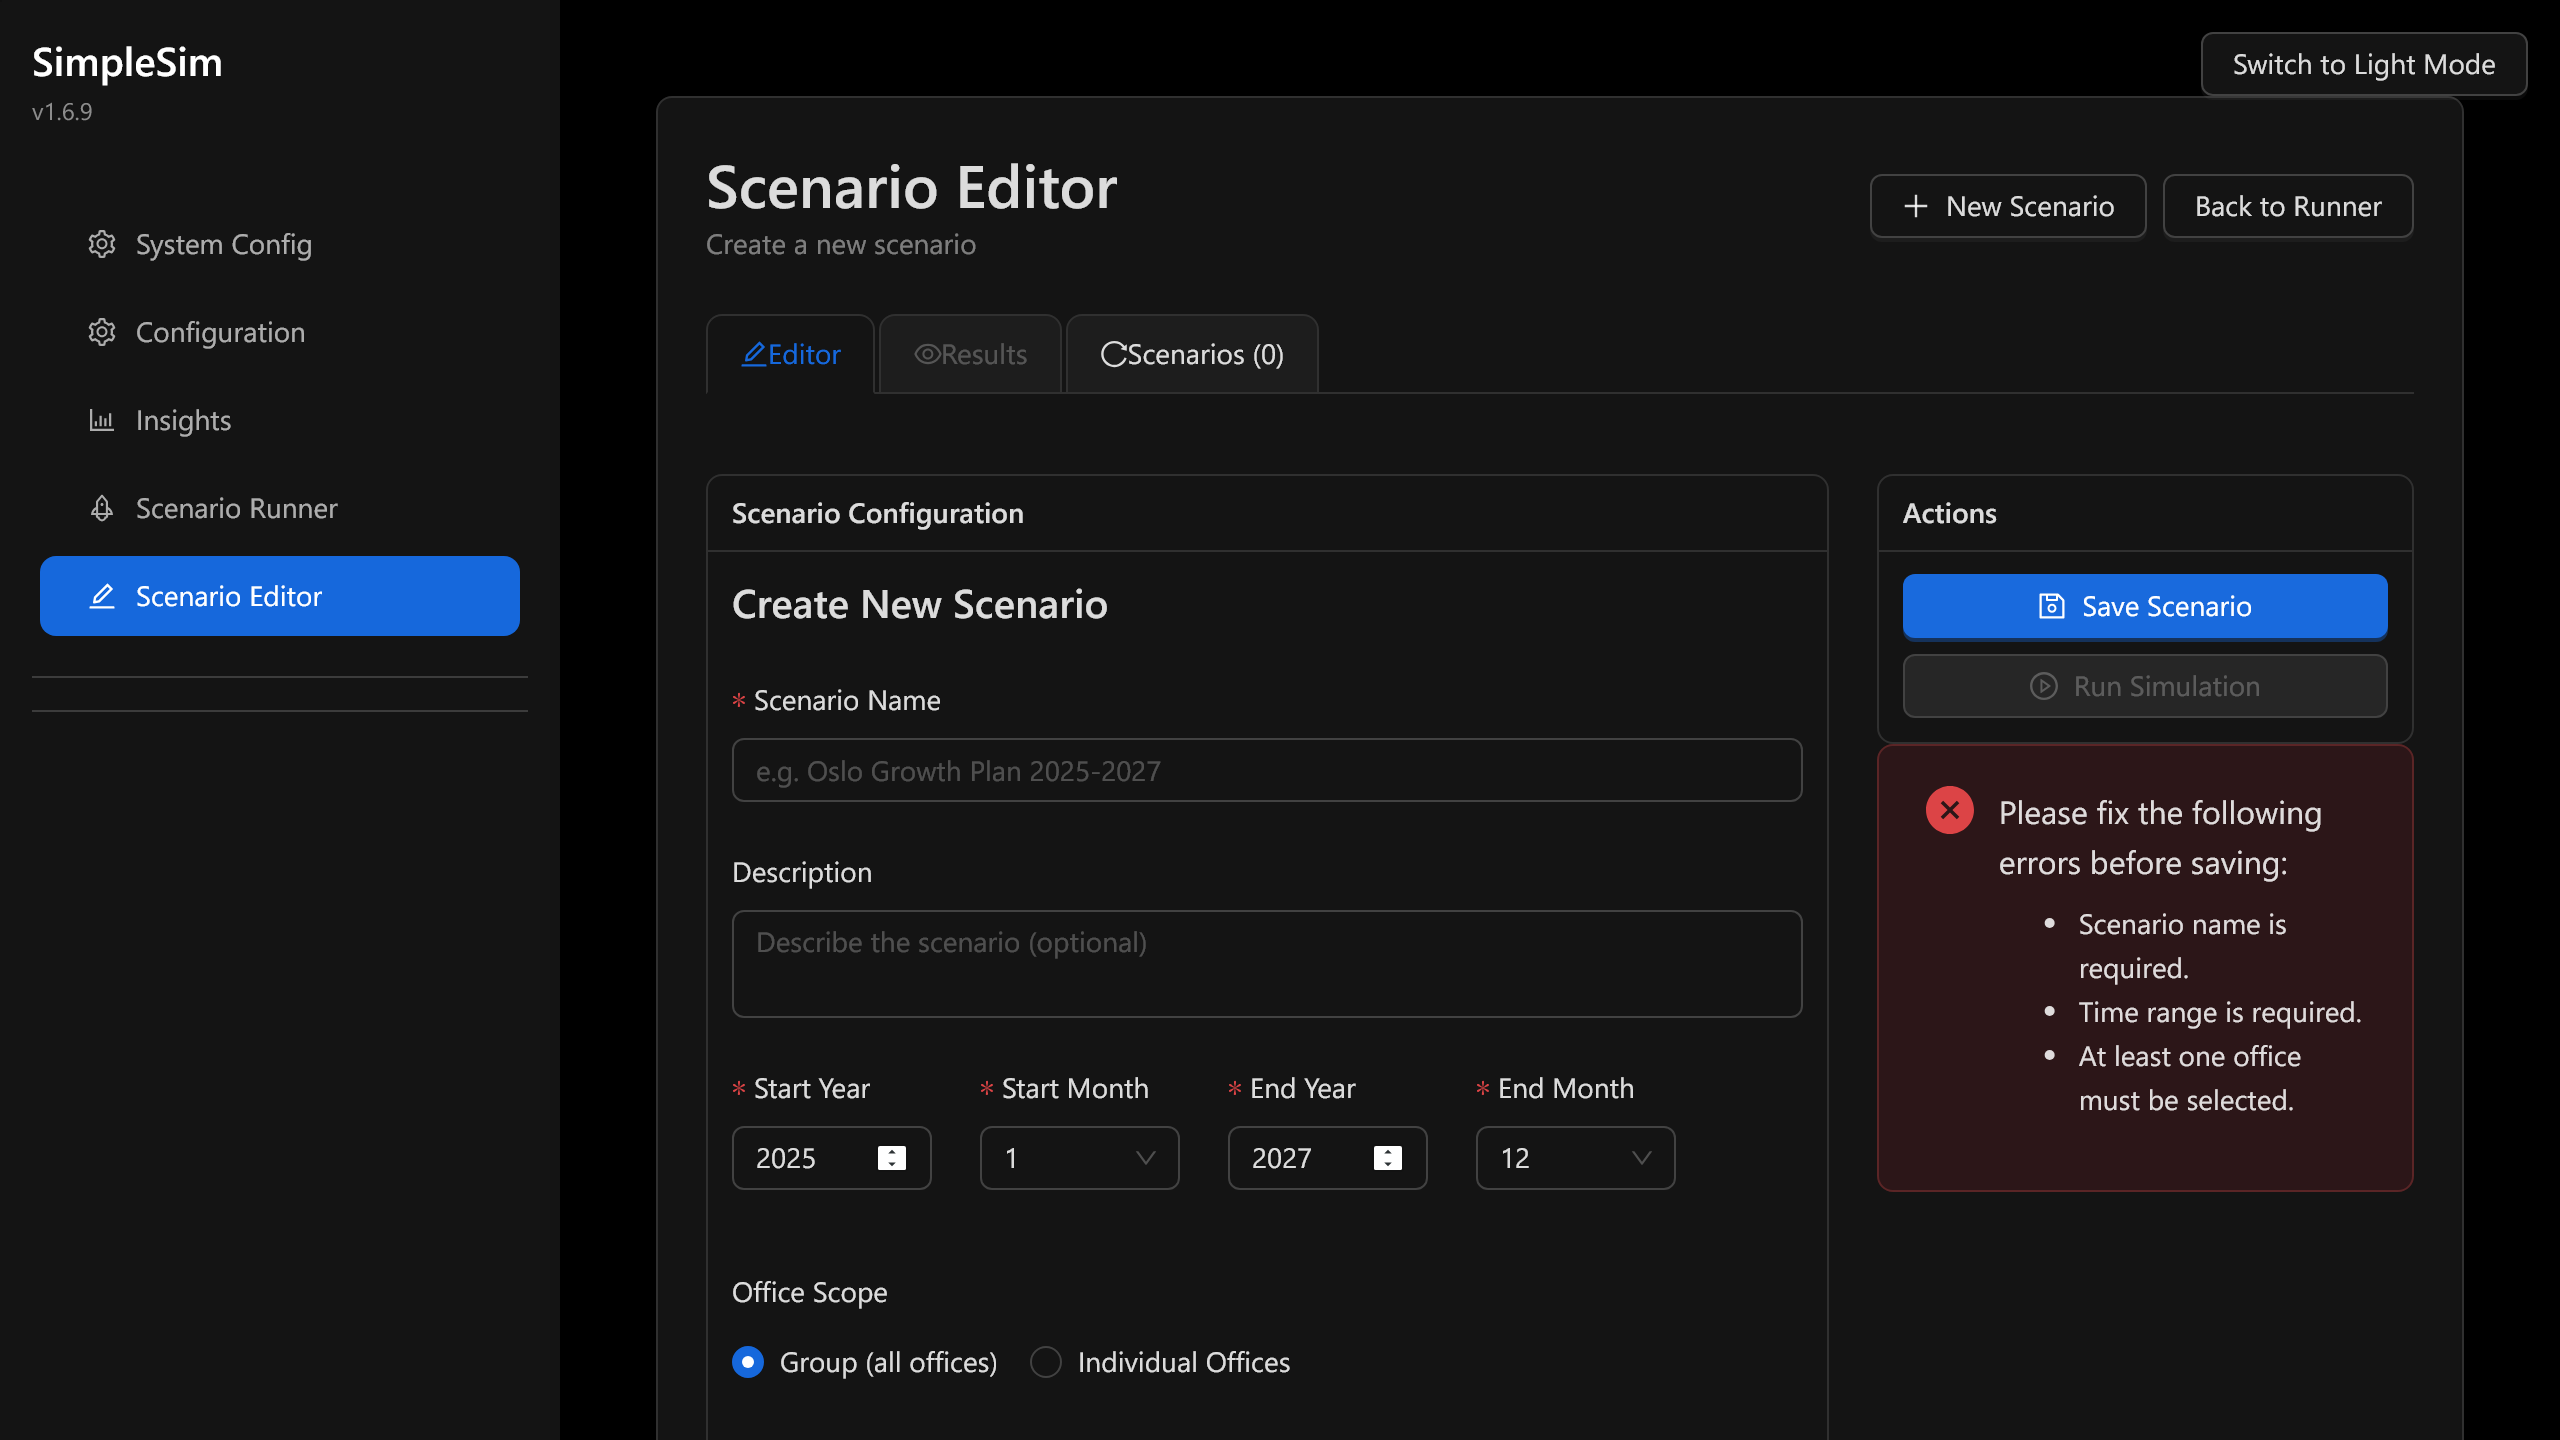 SimpleSim
v1.6.9
System Config
Configuration
Insights
Scenario Runner
Scenario Editor
Switch to Light Mode
Scenario Editor
Create a new scenario
New Scenario
Back to Runner
Editor
Results
Scenarios (0)
Scenario Configuration
Create New Scenario
* Scenario Name
e.g. Oslo Growth Plan 2025-2027
Description
Describe the scenario (optional)
* Start Year
* Start Month
* End Year
* End Month
2025
1
2027
12
Office Scope
Group (all offices)
Individual Offices
Actions
Save Scenario
Run Simulation
Please fix the following
errors before saving:
• Scenario name is
required.
• Time range is required.
• At least one office
must be selected.